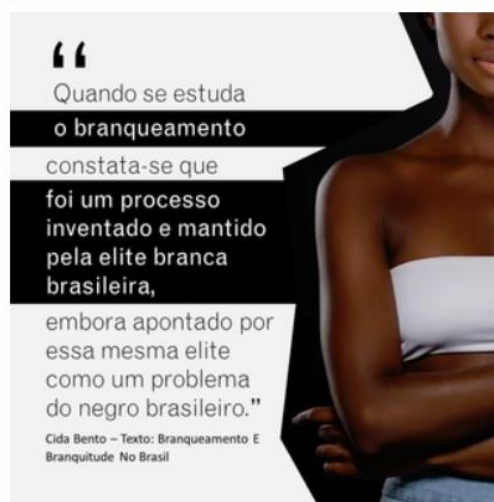 “
Quando se estuda
o branqueamento
constata-se que
foi um processo
inventado e mantido
pela elite branca
brasileira,
embora apontado por
essa mesma elite
como um problema
do negro brasileiro.”
Cida Bento – Texto: Branqueamento E
Branquitude No Brasil